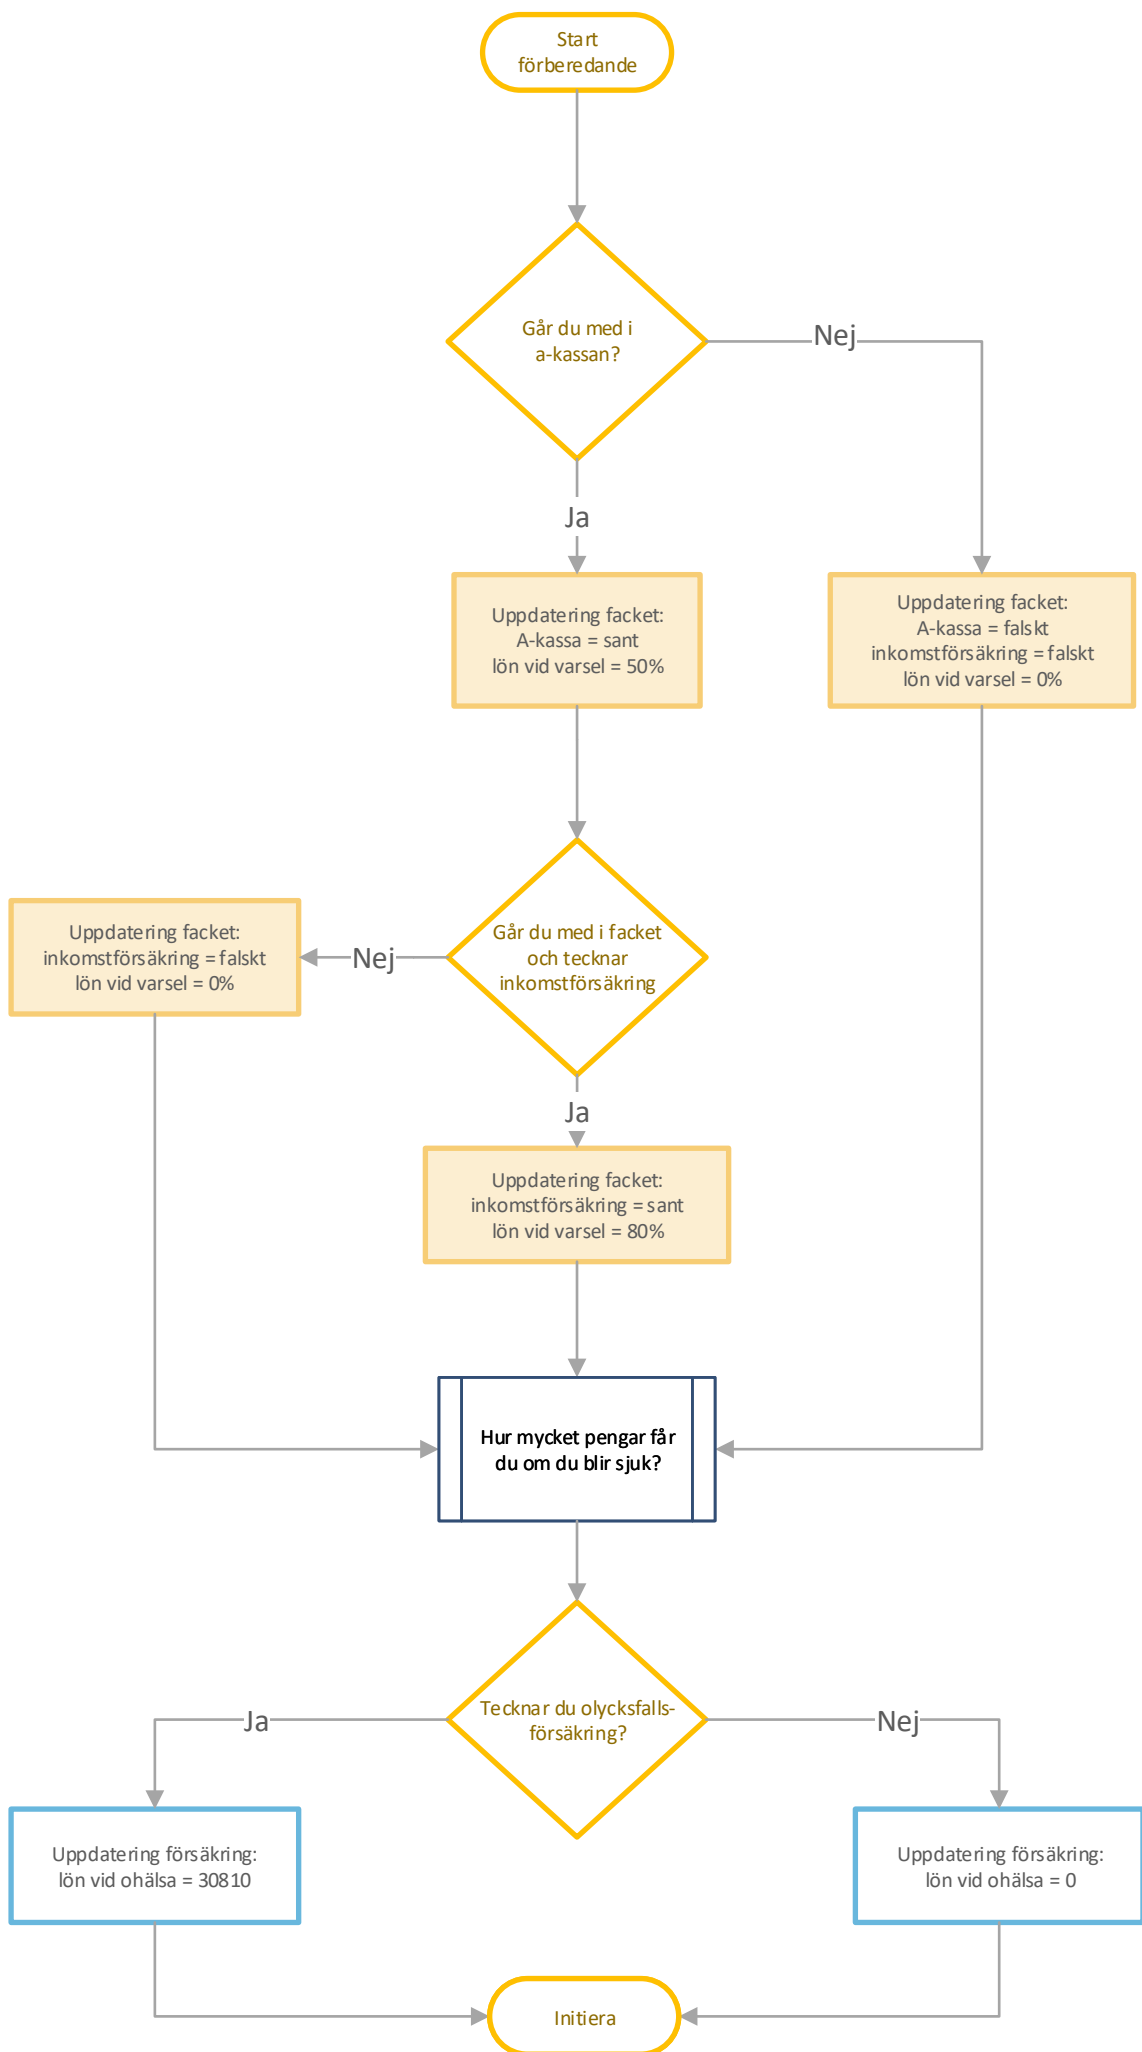 Start
förberedande
Går du med i
a-kassan?
Nej
Ja
Uppdatering facket:
A-kassa = sant
lön vid varsel = 50%
Uppdatering facket:
A-kassa = falskt
inkomstförsäkring = falskt
lön vid varsel = 0%
Uppdatering facket:
inkomstförsäkring = falskt
lön vid varsel = 0%
Nej
Går du med i facket
och tecknar
inkomstförsäkring
Ja
Uppdatering facket:
inkomstförsäkring = sant
lön vid varsel = 80%
Hur mycket pengar får
du om du blir sjuk?
Tecknar du olycksfalls-
försäkring?
Ja
Nej
Uppdatering försäkring:
lön vid ohälsa = 30810
Uppdatering försäkring:
lön vid ohälsa = 0
Initiera